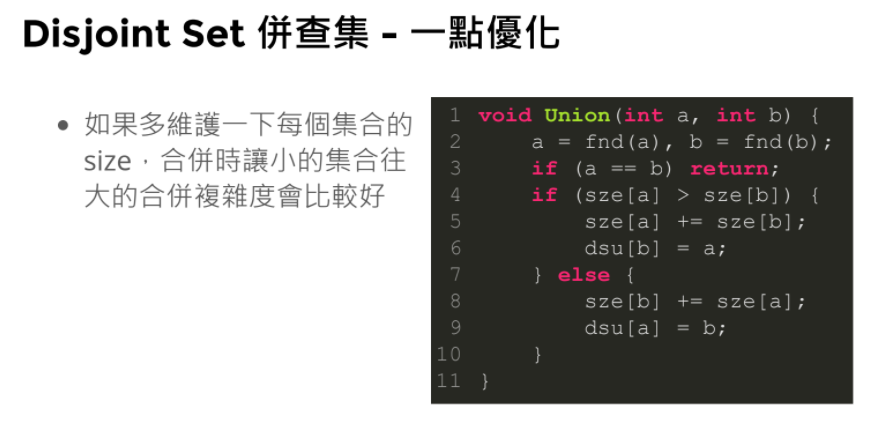 Disjoint Set 併查集 - 一點優化
• 如果多維護一下每個集合的
size，合併時讓小的集合往
大的合併複雜度會比較好
1 void Union(int a, int b) {
2     a = fnd(a), b = fnd(b);
3     if (a == b) return;
4     if (sze[a] > sze[b]) {
5         sze[a] += sze[b];
6         dsu[b] = a;
7     } else {
8         sze[b] += sze[a];
9         dsu[a] = b;
10     }
11 }